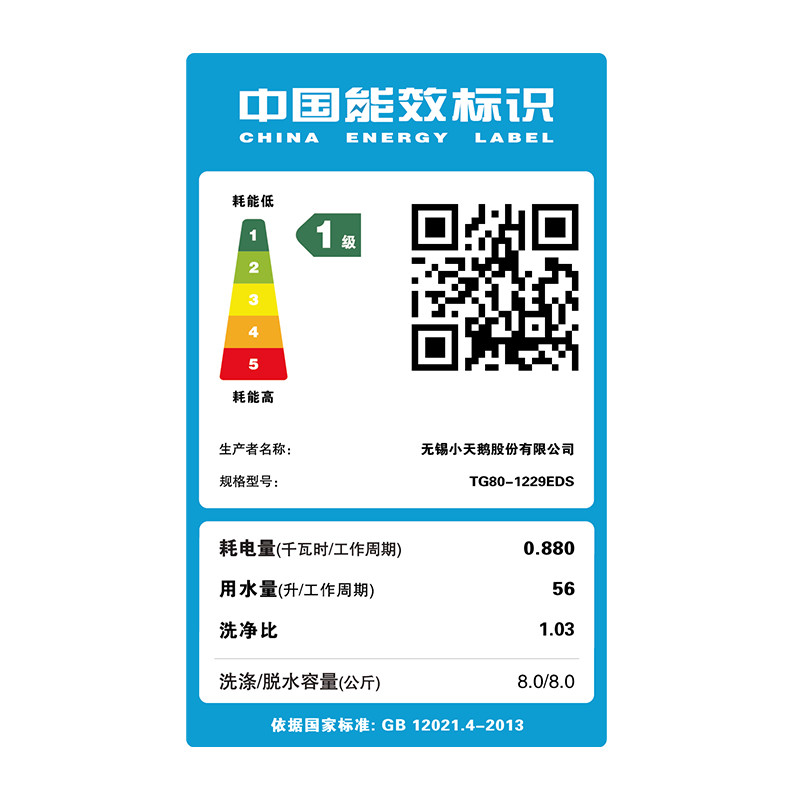 中国能效标识
CHINA ENERGY LABEL
耗能低
1
2
3
4
5
耗能高
1级
生产者名称:
无锡小天鹅股份有限公司
规格型号:
TG80-1229EDS
耗电量(千瓦时/工作周期) 0.880
用水量(升/工作周期) 56
洗净比 1.03
洗涤/脱水容量(公斤) 8.0/8.0
依据国家标准: GB 12021.4-2013